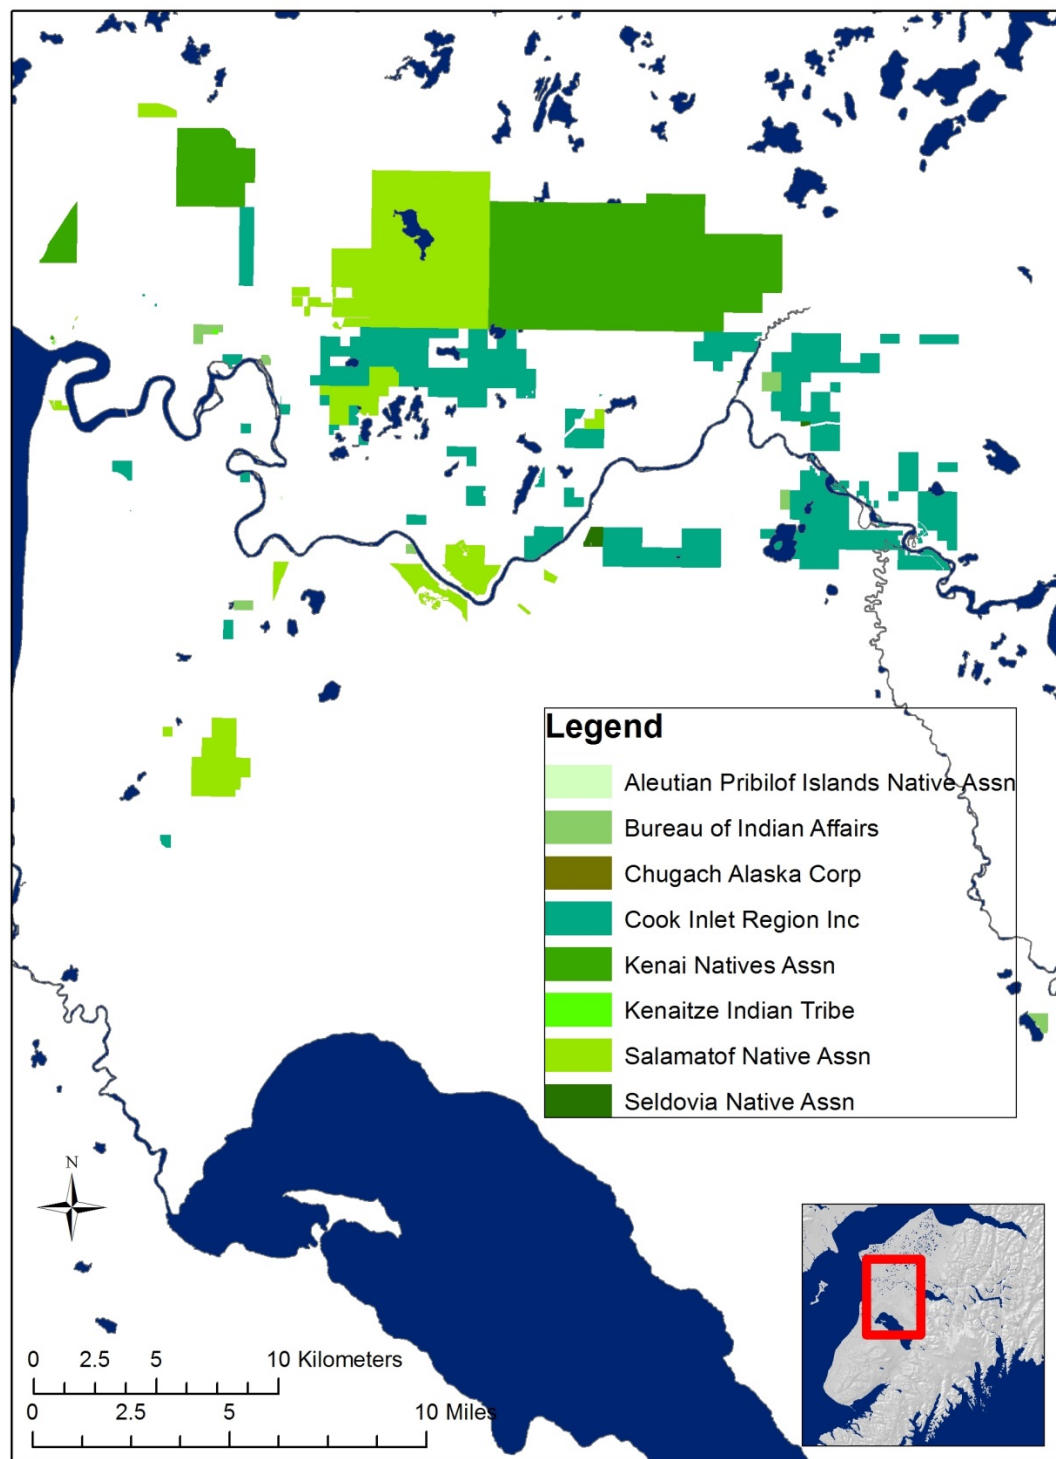 Legend
Aleutian Pribilof Islands Native Assn
Bureau of Indian Affairs
Chugach Alaska Corp
Cook Inlet Region Inc
Kenai Natives Assn
Kenaitze Indian Tribe
Salamatof Native Assn
Seldovia Native Assn
N
0 2.5 5 10 Kilometers
0 2.5 5 10 Miles